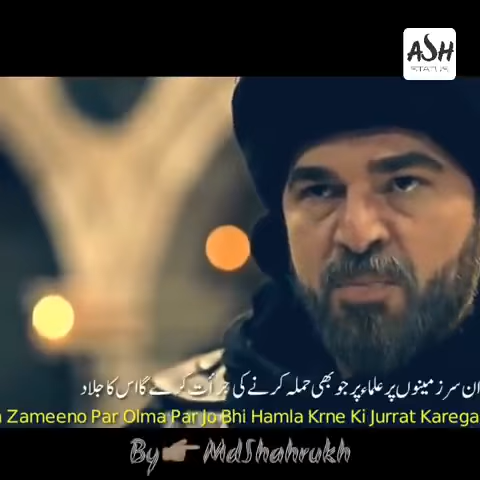 ASH
STATUS
ان سرزمینوں پر علماء پر جو بھی حملہ کرنے کی جرأت کرے گا اس کا جلاد
Zameeno Par Olma Par Jo Bhi Hamla Krne Ki Jurrat Karega
By MdShahrukh